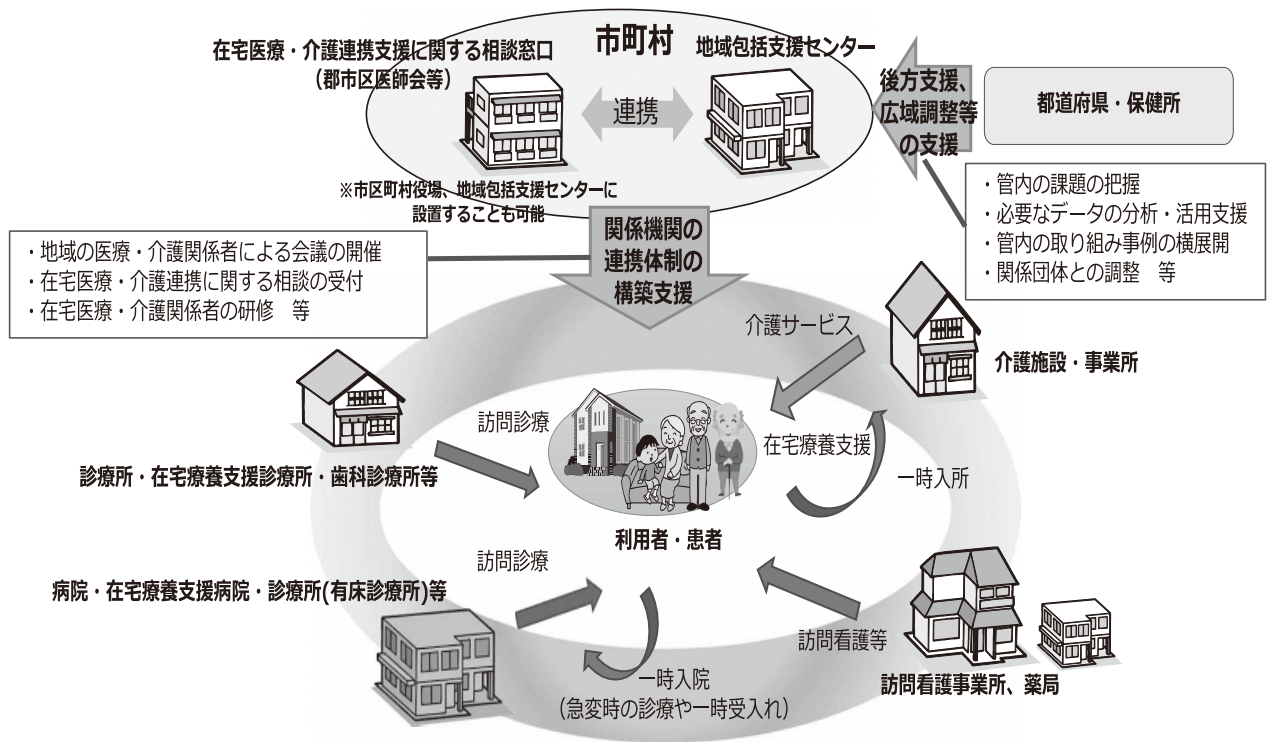 市町村
在宅医療・介護連携支援に関する相談窓口
（郡市区医師会等）
地域包括支援センター
連携
※市区町村役場、地域包括支援センターに
設置することも可能
後方支援、
広域調整等
の支援
都道府県・保健所
・管内の課題の把握
・必要なデータの分析・活用支援
・管内の取り組み事例の横展開
・関係団体との調整　等
関係機関の
連携体制の
構築支援
・地域の医療・介護関係者による会議の開催
・在宅医療・介護連携に関する相談の受付
・在宅医療・介護関係者の研修　等
介護サービス
介護施設・事業所
訪問診療
在宅療養支援
診療所・在宅療養支援診療所・歯科診療所等
一時入所
利用者・患者
訪問診療
病院・在宅療養支援病院・診療所(有床診療所)等
訪問看護等
一時入院
（急変時の診療や一時受入れ）
訪問看護事業所、薬局